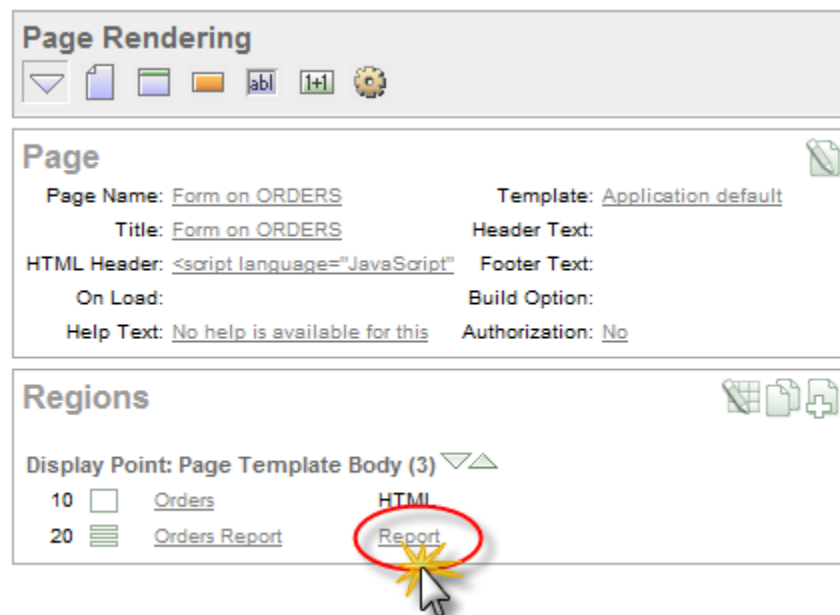 Page Rendering
abl 1+1
Page
Page Name: Form on ORDERS Template: Application default
Title: Form on ORDERS Header Text:
HTML Header: <script language="JavaScript" Footer Text:
On Load: Build Option:
Help Text: No help is available for this Authorization: No
Regions
Display Point: Page Template Body (3)
10 Orders HTML
20 Orders Report Report